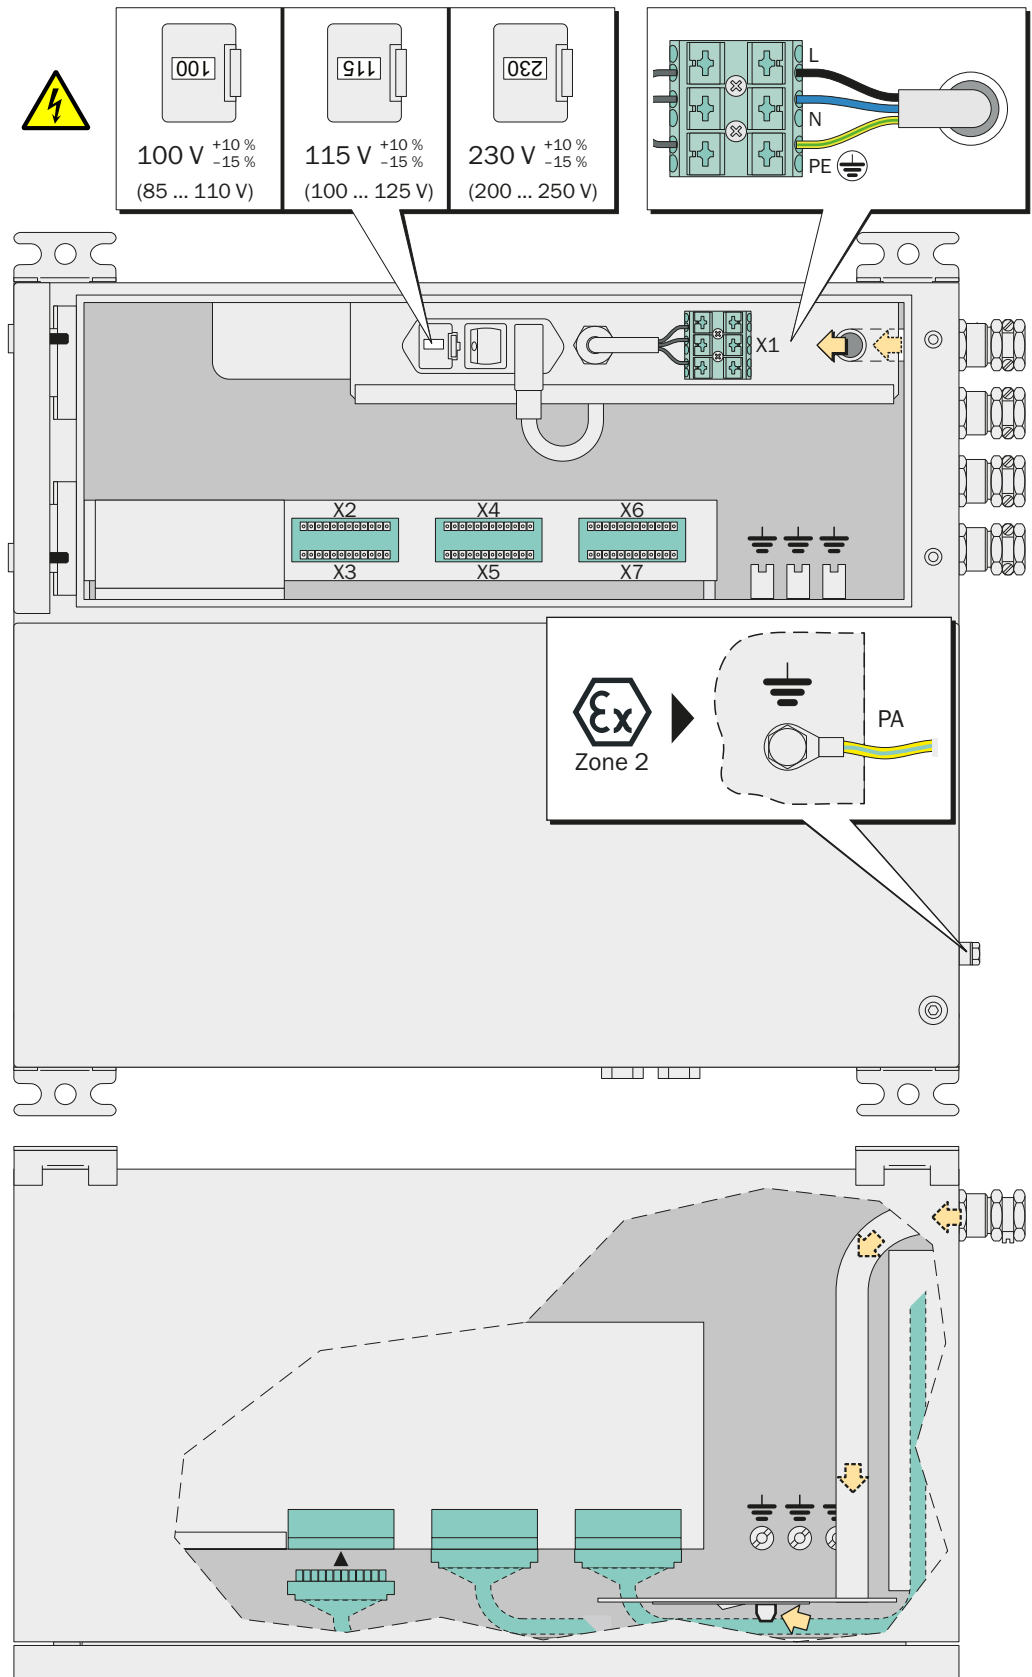 100
115
230
100 V +10 % –15 %
115 V +10 % –15 %
230 V +10 % –15 %
(85 ... 110 V)
(100 ... 125 V)
(200 ... 250 V)
L
N
PE
X1
X2
X4
X6
X3
X5
X7
Ex
Zone 2
PA